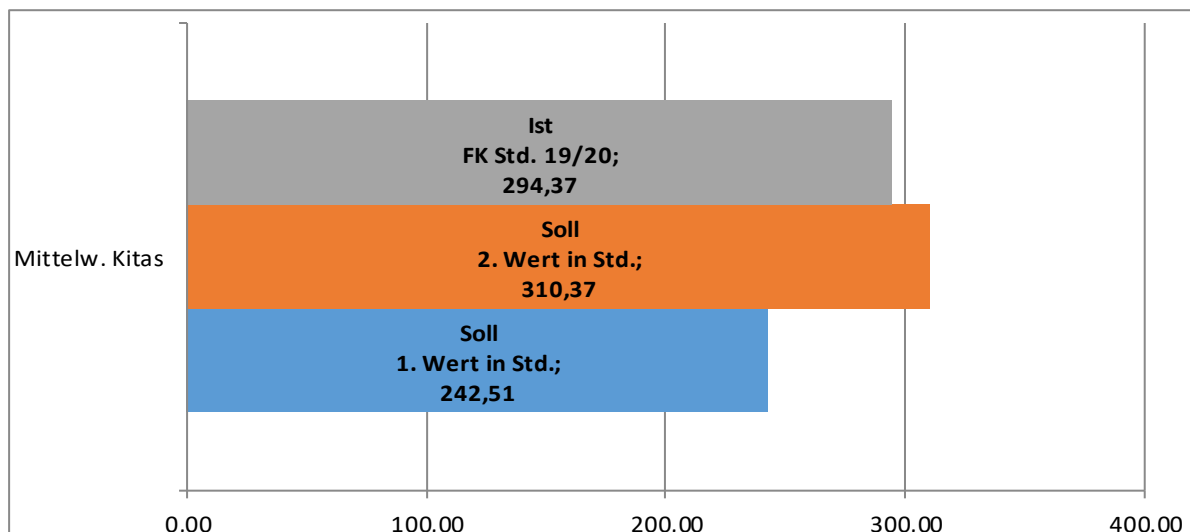 Ist
FK Std. 19/20;
294,37
Soll
2. Wert in Std.;
310,37
Mittelw. Kitas
Soll
1. Wert in Std.;
242,51
0,00 100,00 200,00 300,00 400,00